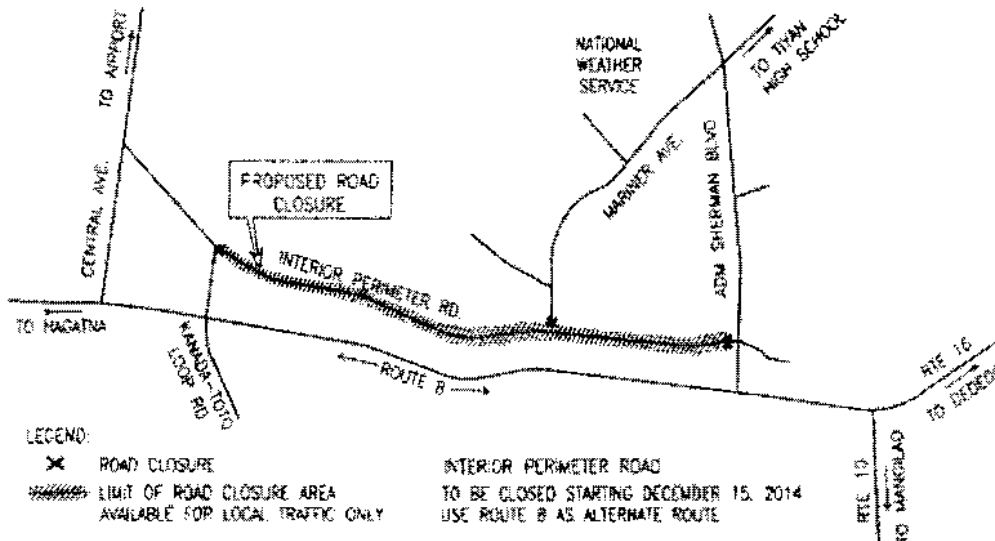 TO AIRPORT
CENTRAL AVE.
PROPOSED ROAD
CLOSURE
NATIONAL
WEATHER
SERVICE
TO TIYAN
HIGH SCHOOL
MARINER AVE.
ADM SHERMAN BLVD
INTERIOR PERIMETER RD.
TO HAGATNA
KANADA-TOTO
LOOP RD
ROUTE 8
RTE 16
TO DEDEDO
RTE 10
TO MANGILAO
LEGEND:
ROAD CLOSURE
LIMIT OF ROAD CLOSURE AREA
AVAILABLE FOR LOCAL TRAFFIC ONLY
INTERIOR PERIMETER ROAD
TO BE CLOSED STARTING DECEMBER 15, 2014
USE ROUTE 8 AS ALTERNATE ROUTE